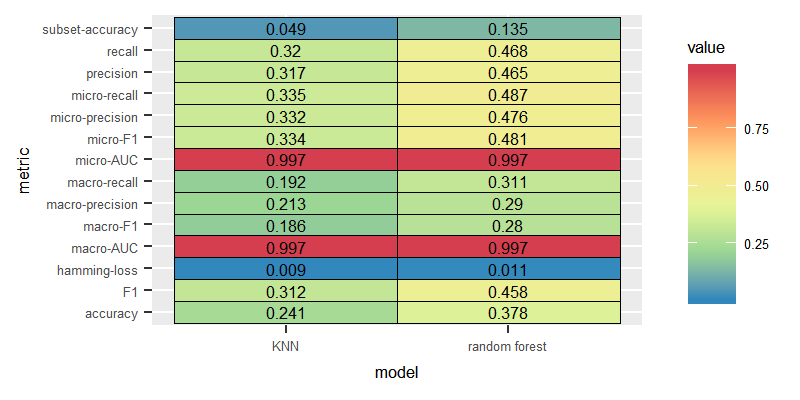 subset-accuracy 0.049 0.135
recall 0.32 0.468
precision 0.317 0.465
micro-recall 0.335 0.487
micro-precision 0.332 0.476
micro-F1 0.334 0.481
micro-AUC 0.997 0.997
macro-recall 0.192 0.311
macro-precision 0.213 0.29
macro-F1 0.186 0.28
macro-AUC 0.997 0.997
hamming-loss 0.009 0.011
F1 0.312 0.458
accuracy 0.241 0.378
metric
KNN random forest
model
value
0.75
0.50
0.25